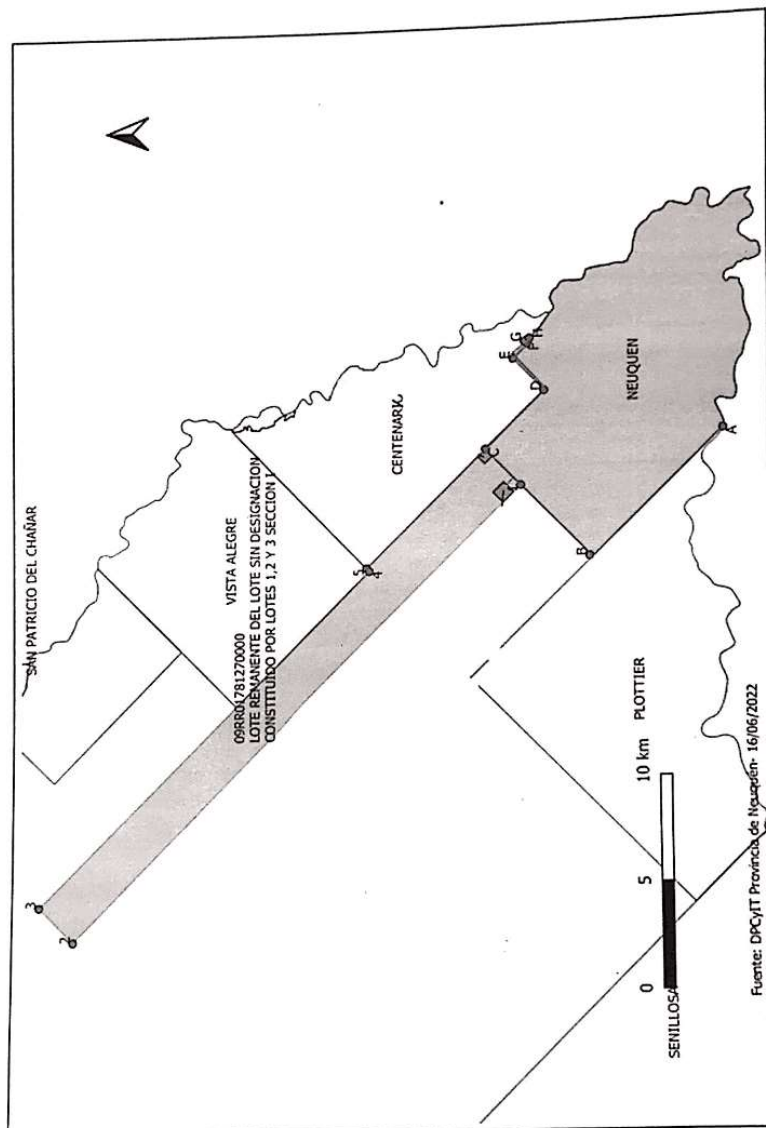 SAN PATRICIO DEL CHAÑAR
3
2
VISTA ALEGRE
09RR01781270000
LOTE REMANENTE DEL LOTE SIN DESIGNACION
CONSTITUIDO POR LOTES 1,2 Y 3 SECCION 1
5
4
CENTENARIO
C
D
E
F
G
H
B
A
NEUQUEN
PLOTTIER
0 5 10 km
SENILLOSA
Fuente: DPCyIT Provincia de Neuquén- 16/06/2022